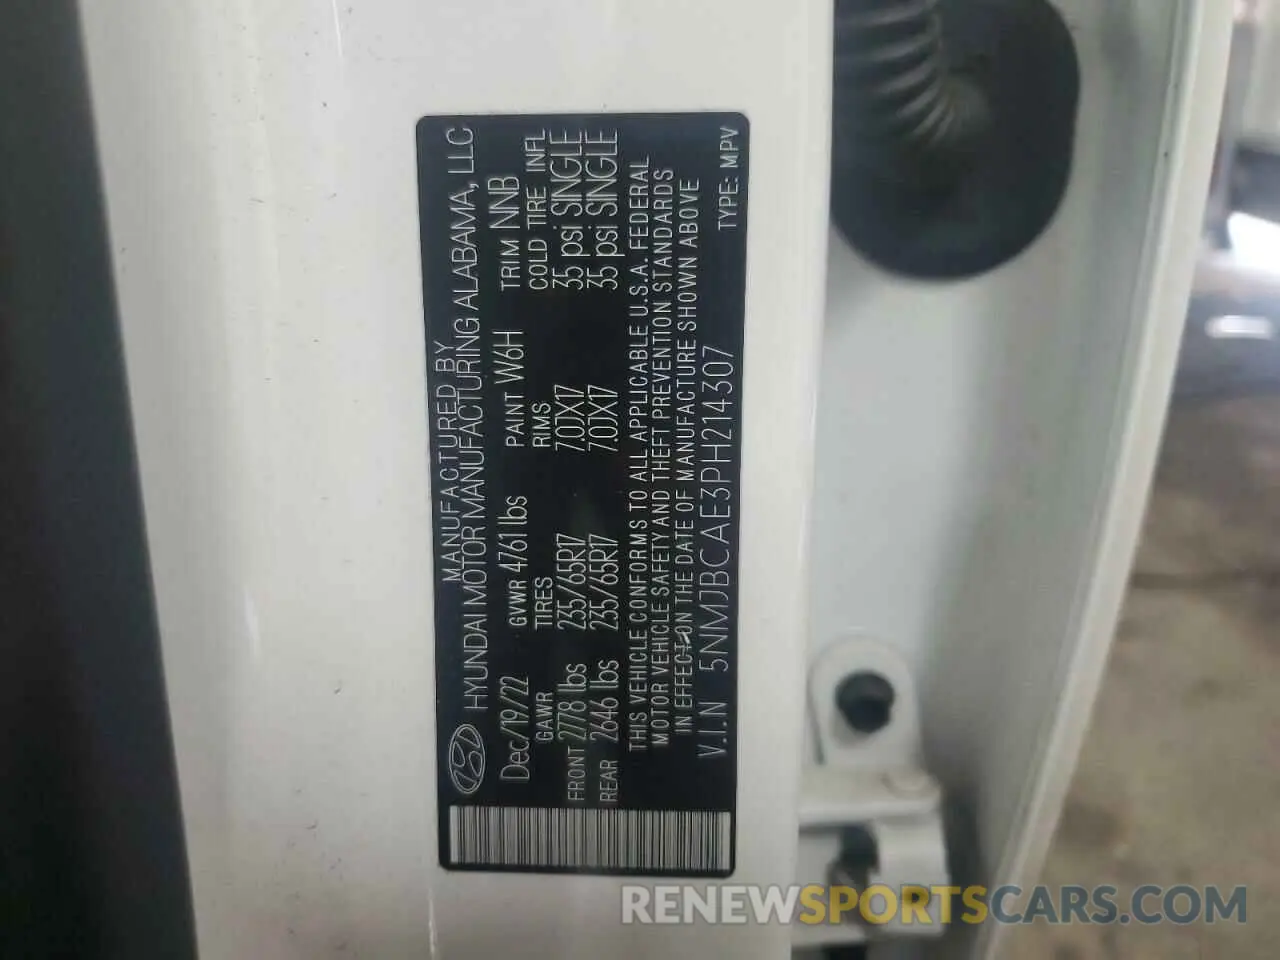 MANUFACTURED BY
HYUNDAI MOTOR MANUFACTURING ALABAMA, LLC
Dec/19/22 GVWR 4761 lbs PAINT W6H TRIM NNB
GAWR TIRES RIMS COLD TIRE INFL
FRONT 2778 lbs 235/65R17 7.0JX17 35 psi SINGLE
REAR 2646 lbs 235/65R17 7.0JX17 35 psi SINGLE
THIS VEHICLE CONFORMS TO ALL APPLICABLE U.S.A. FEDERAL
MOTOR VEHICLE SAFETY AND THEFT PREVENTION STANDARDS
IN EFFECT ON THE DATE OF MANUFACTURE SHOWN ABOVE
V.I.N 5NMJBCAE3PH214307 TYPE: MPV
RENEWSPORTSCARS.COM